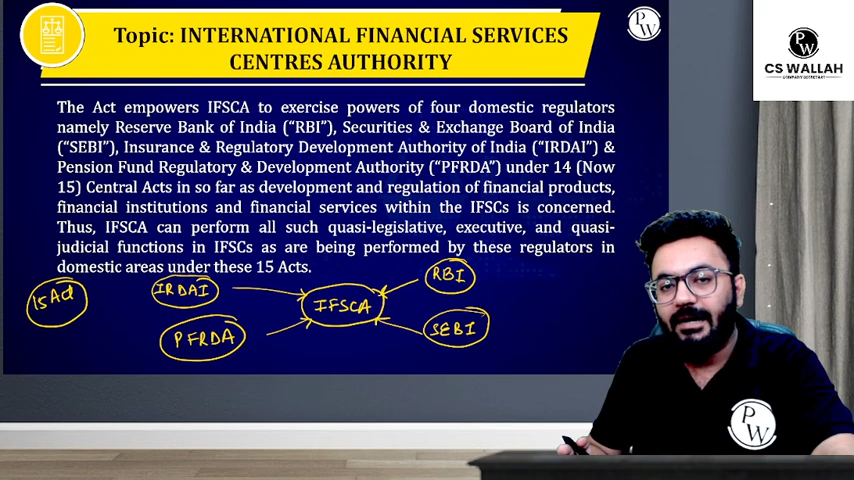 Topic: INTERNATIONAL FINANCIAL SERVICES
CENTRES AUTHORITY
PW
PW
CS WALLAH
COMPANY SECRETARY
The Act empowers IFSCA to exercise powers of four domestic regulators
namely Reserve Bank of India (“RBI”), Securities & Exchange Board of India
(“SEBI”), Insurance & Regulatory Development Authority of India (“IRDAI”) &
Pension Fund Regulatory & Development Authority (“PFRDA”) under 14 (Now
15) Central Acts in so far as development and regulation of financial products,
financial institutions and financial services within the IFSCs is concerned.
Thus, IFSCA can perform all such quasi-legislative, executive, and quasi-
judicial functions in IFSCs as are being performed by these regulators in
domestic areas under these 15 Acts.
15 Act
IRDAI
IFSCA
RBI
PFRDA
SEBI
PW